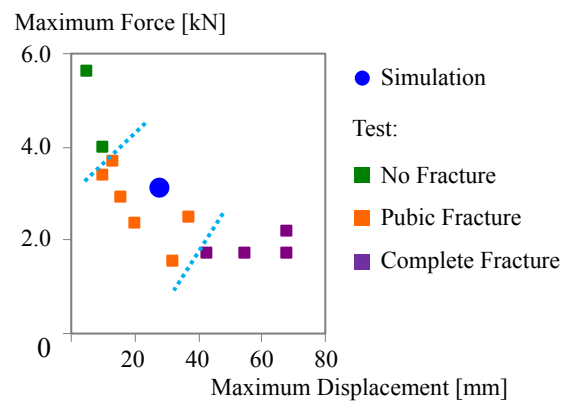 Maximum Force [kN]
6.0
4.0
2.0
0
20
40
60
80
Maximum Displacement [mm]
Simulation
Test:
No Fracture
Pubic Fracture
Complete Fracture